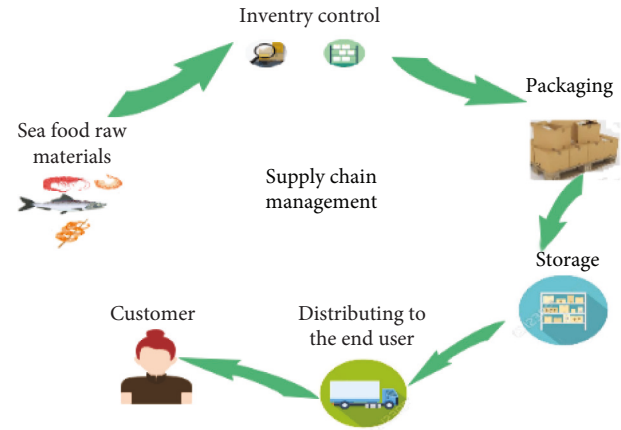 Inventry control
Packaging
Sea food raw
materials
Supply chain
management
Storage
Distributing to
the end user
Customer